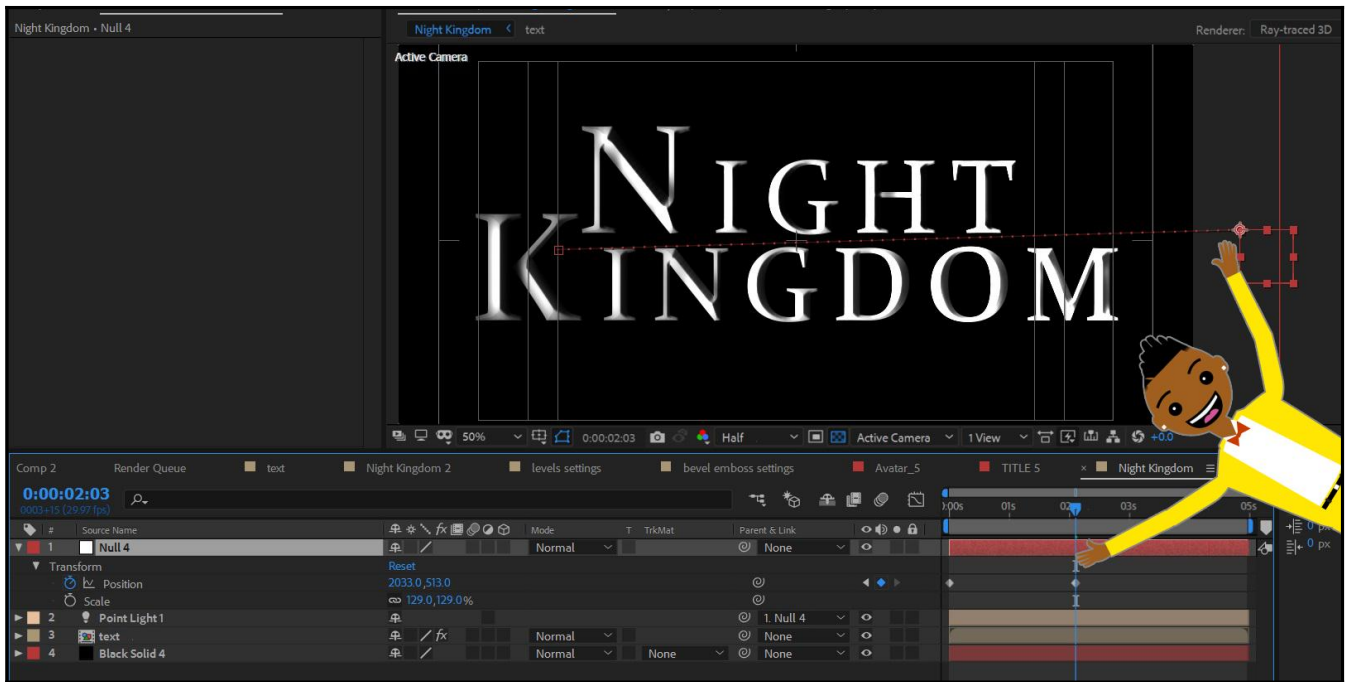 Night Kingdom • Null 4
Night Kingdom < text
Renderer: Ray-traced 3D
Active Camera
NIGHT
KINGDOM
50% 0:00:02:03 Half Active Camera 1 View +0.0
Comp 2 Render Queue text Night Kingdom 2 levels settings bevel emboss settings Avatar_5 TITLE 5 × Night Kingdom
0:00:02:03
0003+15 (29.97 fps)
01s 03s 05s
# Source Name Mode T TrkMat Parent & Link
1 Null 4 Normal None
Transform Reset
Position 2033.0,513.0
Scale 129.0,129.0%
2 Point Light 1 1. Null 4
3 text Normal None
4 Black Solid 4 Normal None None
0 px
0 px